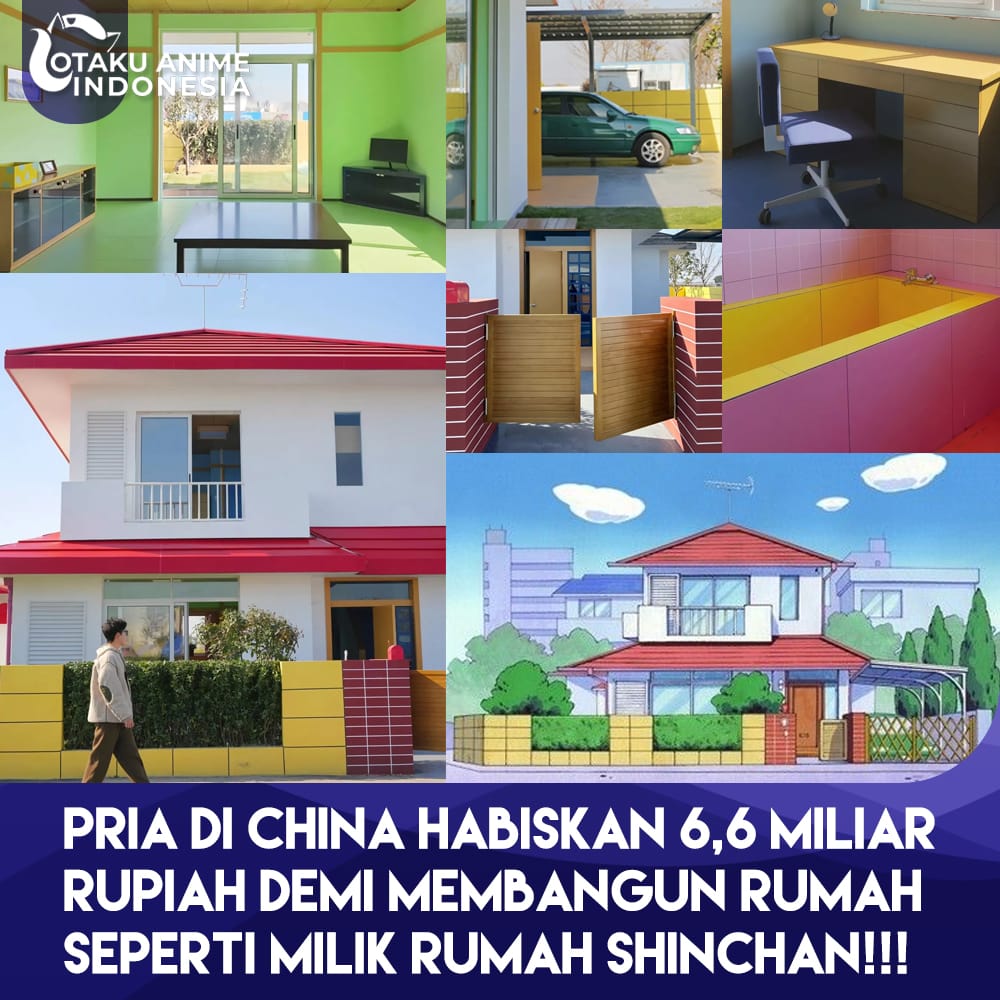 OTAKU ANIME
INDONESIA
PRIA DI CHINA HABISKAN 6,6 MILIAR
RUPIAH DEMI MEMBANGUN RUMAH
SEPERTI MILIK RUMAH SHINCHAN!!!